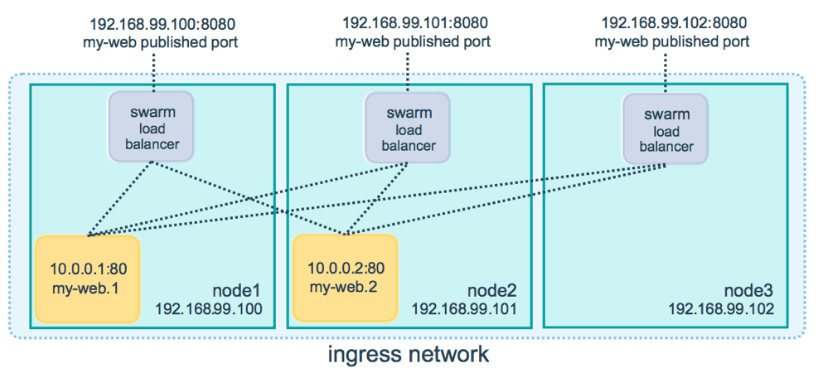 192.168.99.100:8080
my-web published port
192.168.99.101:8080
my-web published port
192.168.99.102:8080
my-web published port
swarm
load
balancer
swarm
load
balancer
swarm
load
balancer
10.0.0.1:80
my-web.1
node1
192.168.99.100
10.0.0.2:80
my-web.2
node2
192.168.99.101
node3
192.168.99.102
ingress network